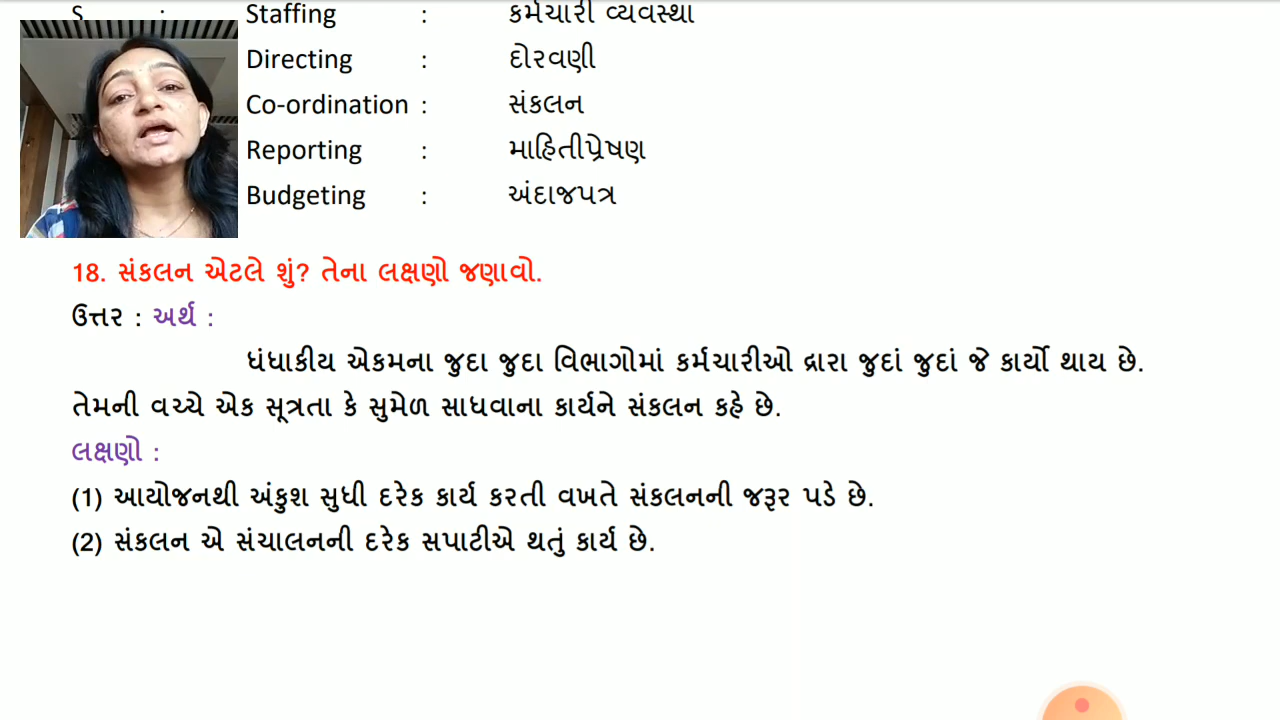 S : Staffing : કર્મચારી વ્યવસ્થા
Directing : દોરવણી
Co-ordination : સંકલન
Reporting : માહિતીપ્રેષણ
Budgeting : અંદાજપત્ર
18. સંકલન એટલે શું? તેના લક્ષણો જણાવો.
ઉત્તર : અર્થ :
ધંધાકીય એકમના જુદા જુદા વિભાગોમાં કર્મચારીઓ દ્રારા જુદાં જુદાં જે કાર્યો થાય છે.
તેમની વચ્ચે એક સૂત્રતા કે સુમેળ સાધવાના કાર્યને સંકલન કહે છે.
લક્ષણો :
(1) આયોજનથી અંકુશ સુધી દરેક કાર્ય કરતી વખતે સંકલનની જરૂર પડે છે.
(2) સંકલન એ સંચાલનની દરેક સપાટીએ થતું કાર્ય છે.